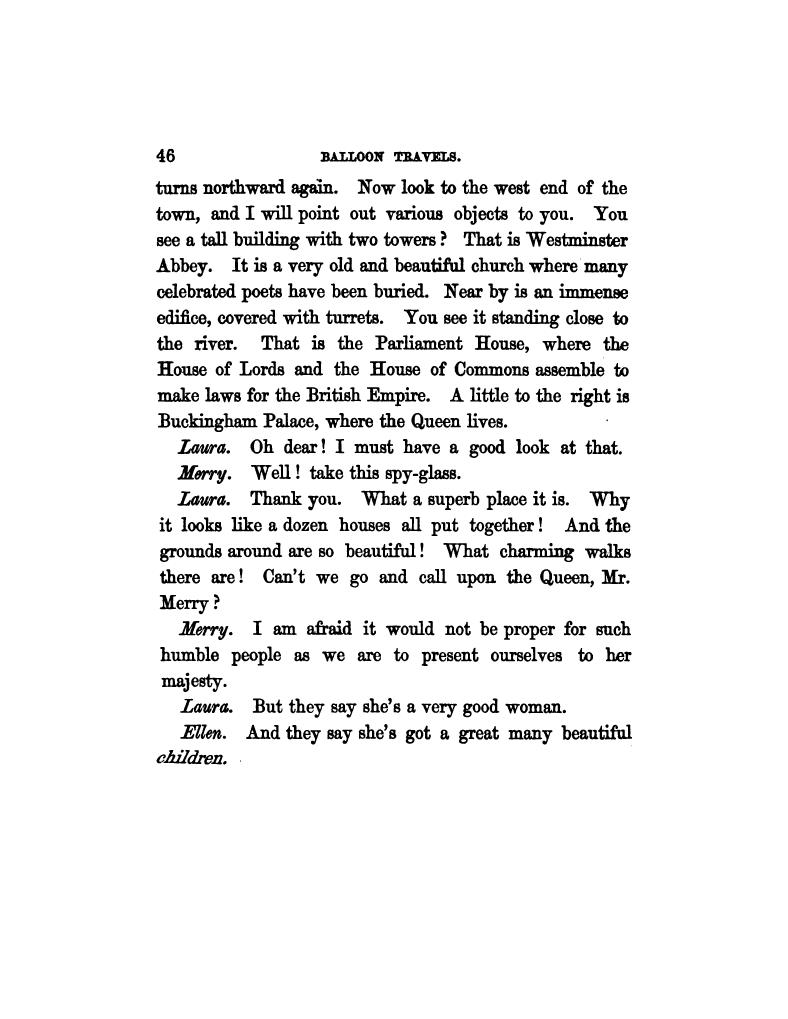 46 BALLOON TRAVELS.
turns northward again. Now look to the west end of the
town, and I will point out various objects to you. You
see a tall building with two towers? That is Westminster
Abbey. It is a very old and beautiful church where many
celebrated poets have been buried. Near by is an immense
edifice, covered with turrets. You see it standing close to
the river. That is the Parliament House, where the
House of Lords and the House of Commons assemble to
make laws for the British Empire. A little to the right is
Buckingham Palace, where the Queen lives.
Laura. Oh dear! I must have a good look at that.
Merry. Well! take this spy-glass.
Laura. Thank you. What a superb place it is. Why
it looks like a dozen houses all put together! And the
grounds around are so beautiful! What charming walks
there are! Can't we go and call upon the Queen, Mr.
Merry?
Merry. I am afraid it would not be proper for such
humble people as we are to present ourselves to her
majesty.
Laura. But they say she's a very good woman.
Ellen. And they say she's got a great many beautiful
children.